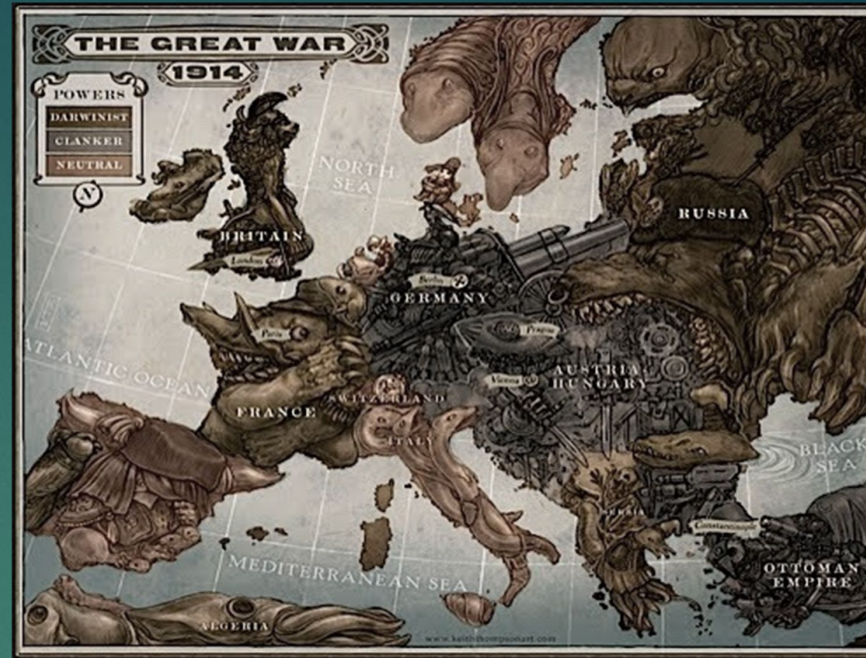 THE GREAT WAR
1914
POWERS
DARWINIST
CLANKER
NEUTRAL
N
NORTH
SEA
RUSSIA
BRITAIN
London
Berlin
GERMANY
Paris
Prague
ATLANTIC OCEAN
Vienna
AUSTRIA
HUNGARY
SWITZERLAND
FRANCE
ITALY
BLACK
SEA
SERBIA
Constantinople
MEDITERRANEAN SEA
OTTOMAN
EMPIRE
ALGERIA
www.keiththompsonart.com